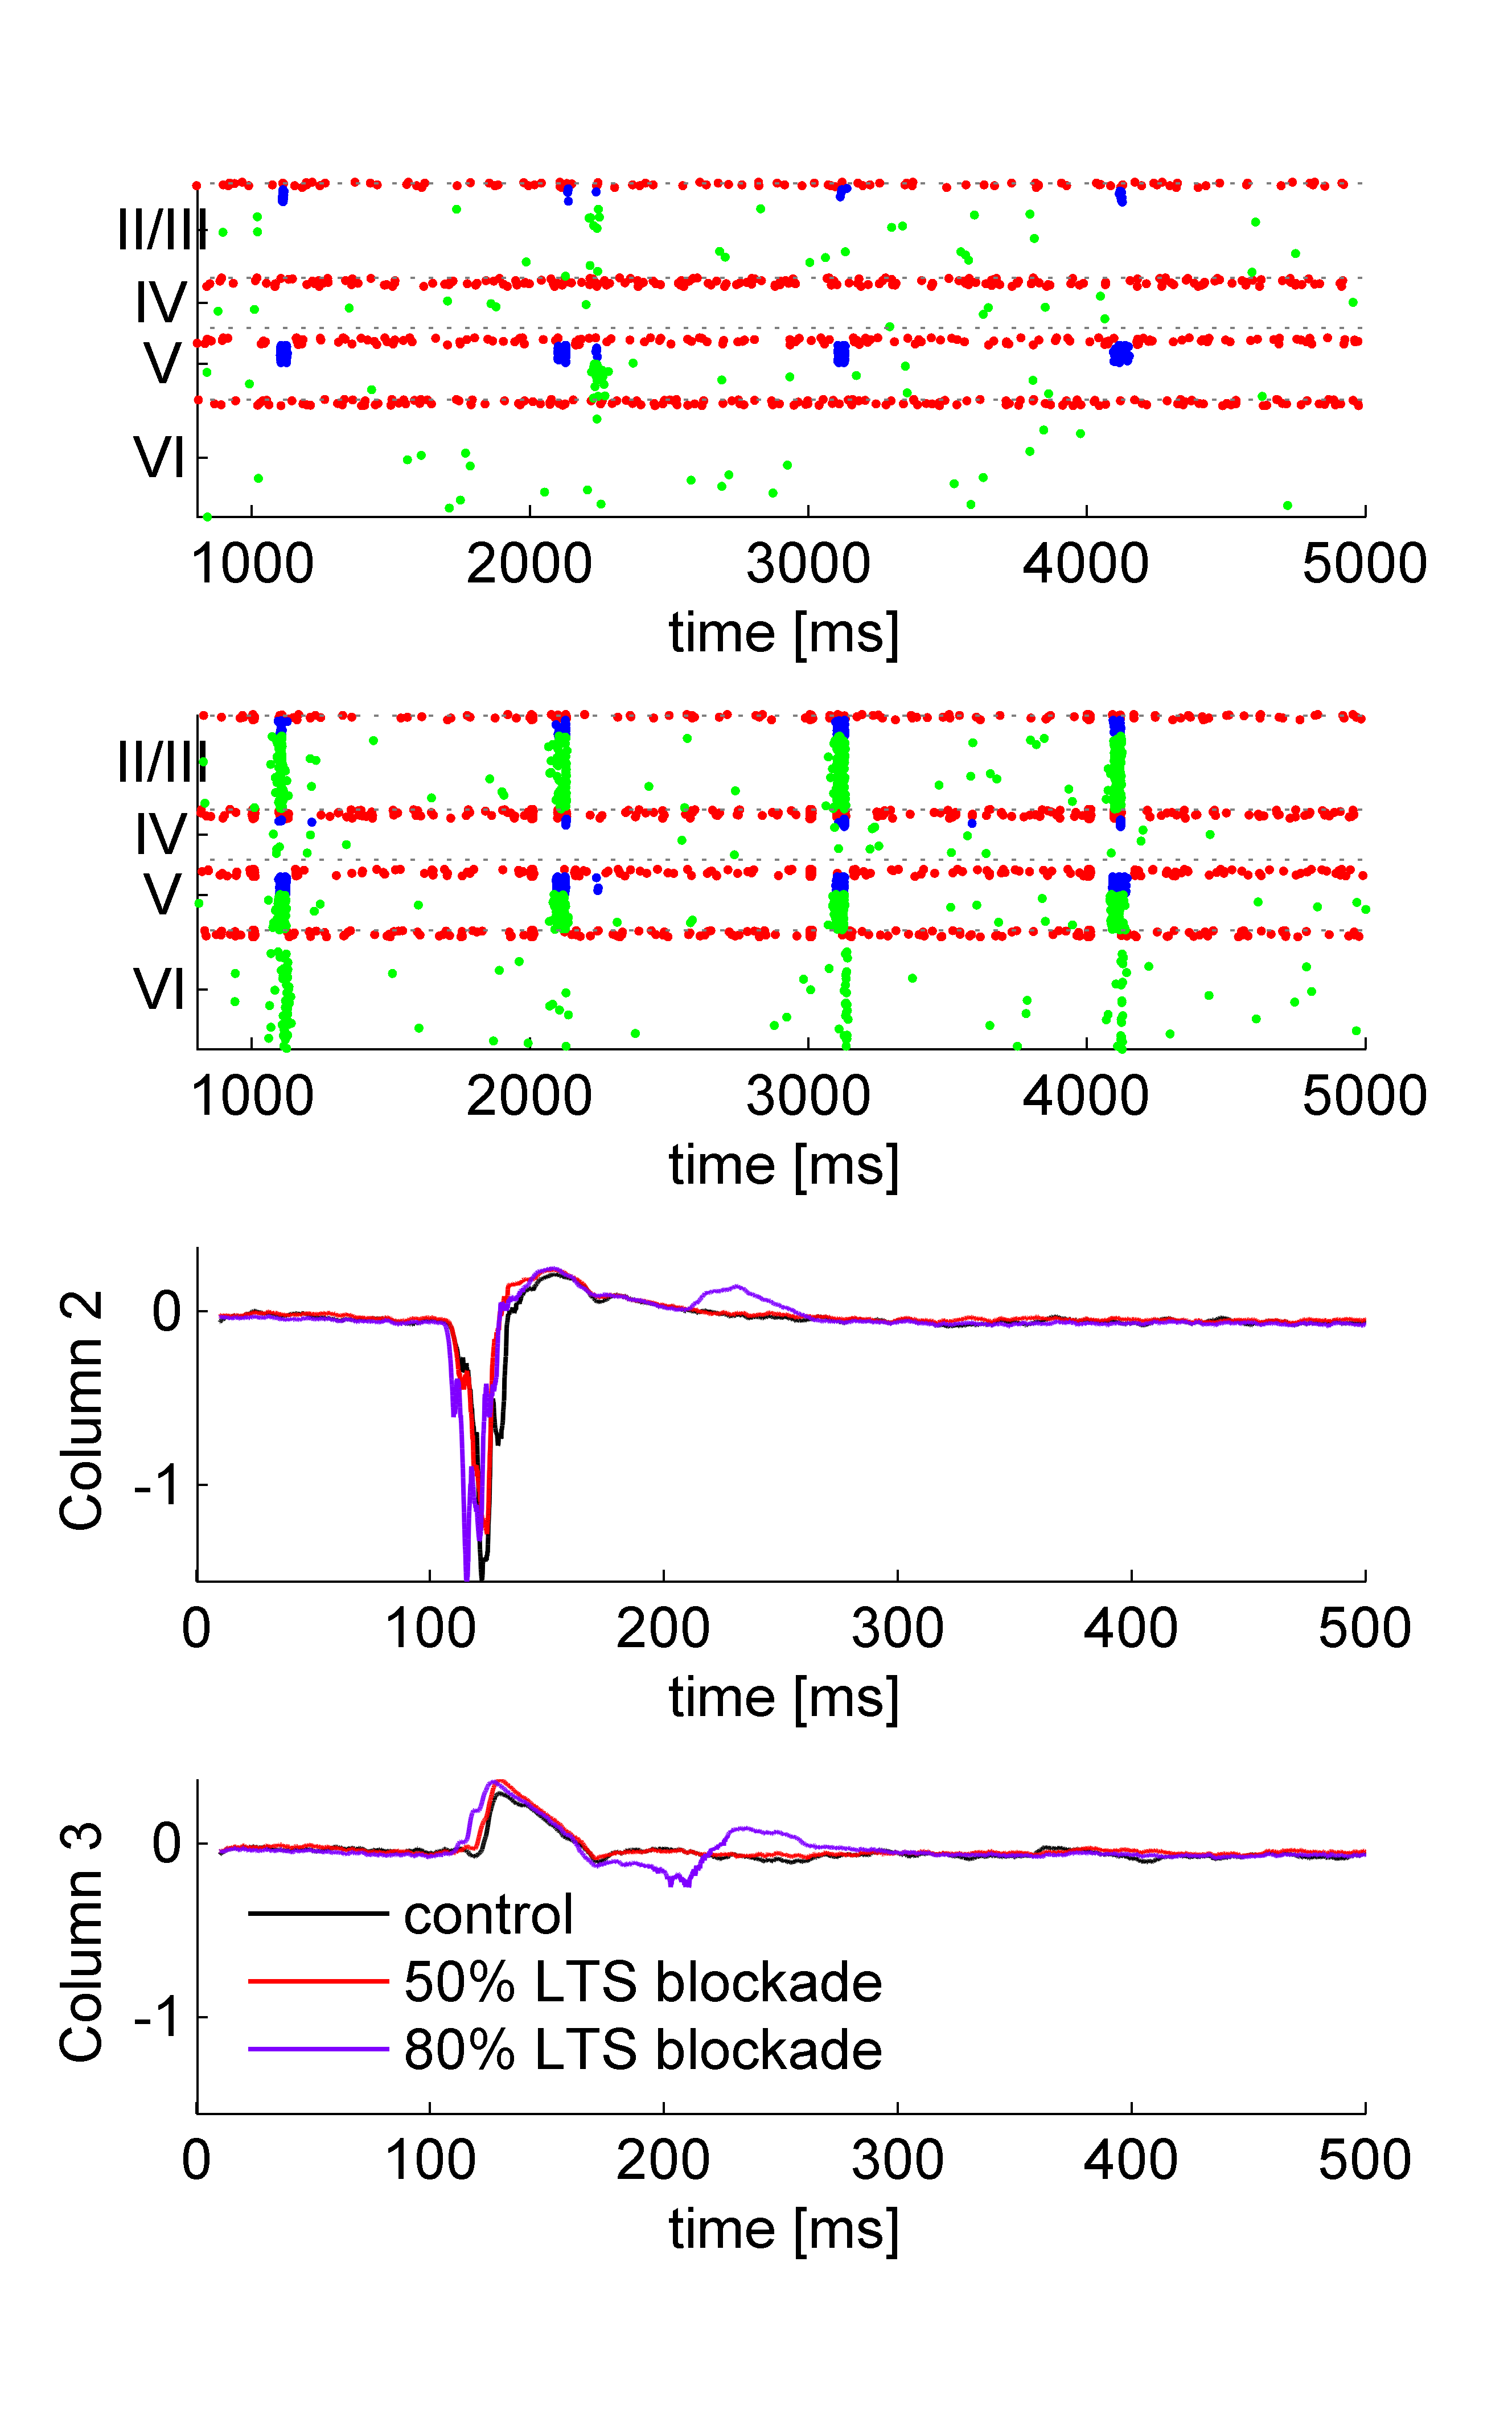 II/III
IV
V
VI
1000 2000 3000 4000 5000
time [ms]
II/III
IV
V
VI
1000 2000 3000 4000 5000
time [ms]
Column 2
0
-1
0 100 200 300 400 500
time [ms]
Column 3
0
-1
control
50% LTS blockade
80% LTS blockade
0 100 200 300 400 500
time [ms]